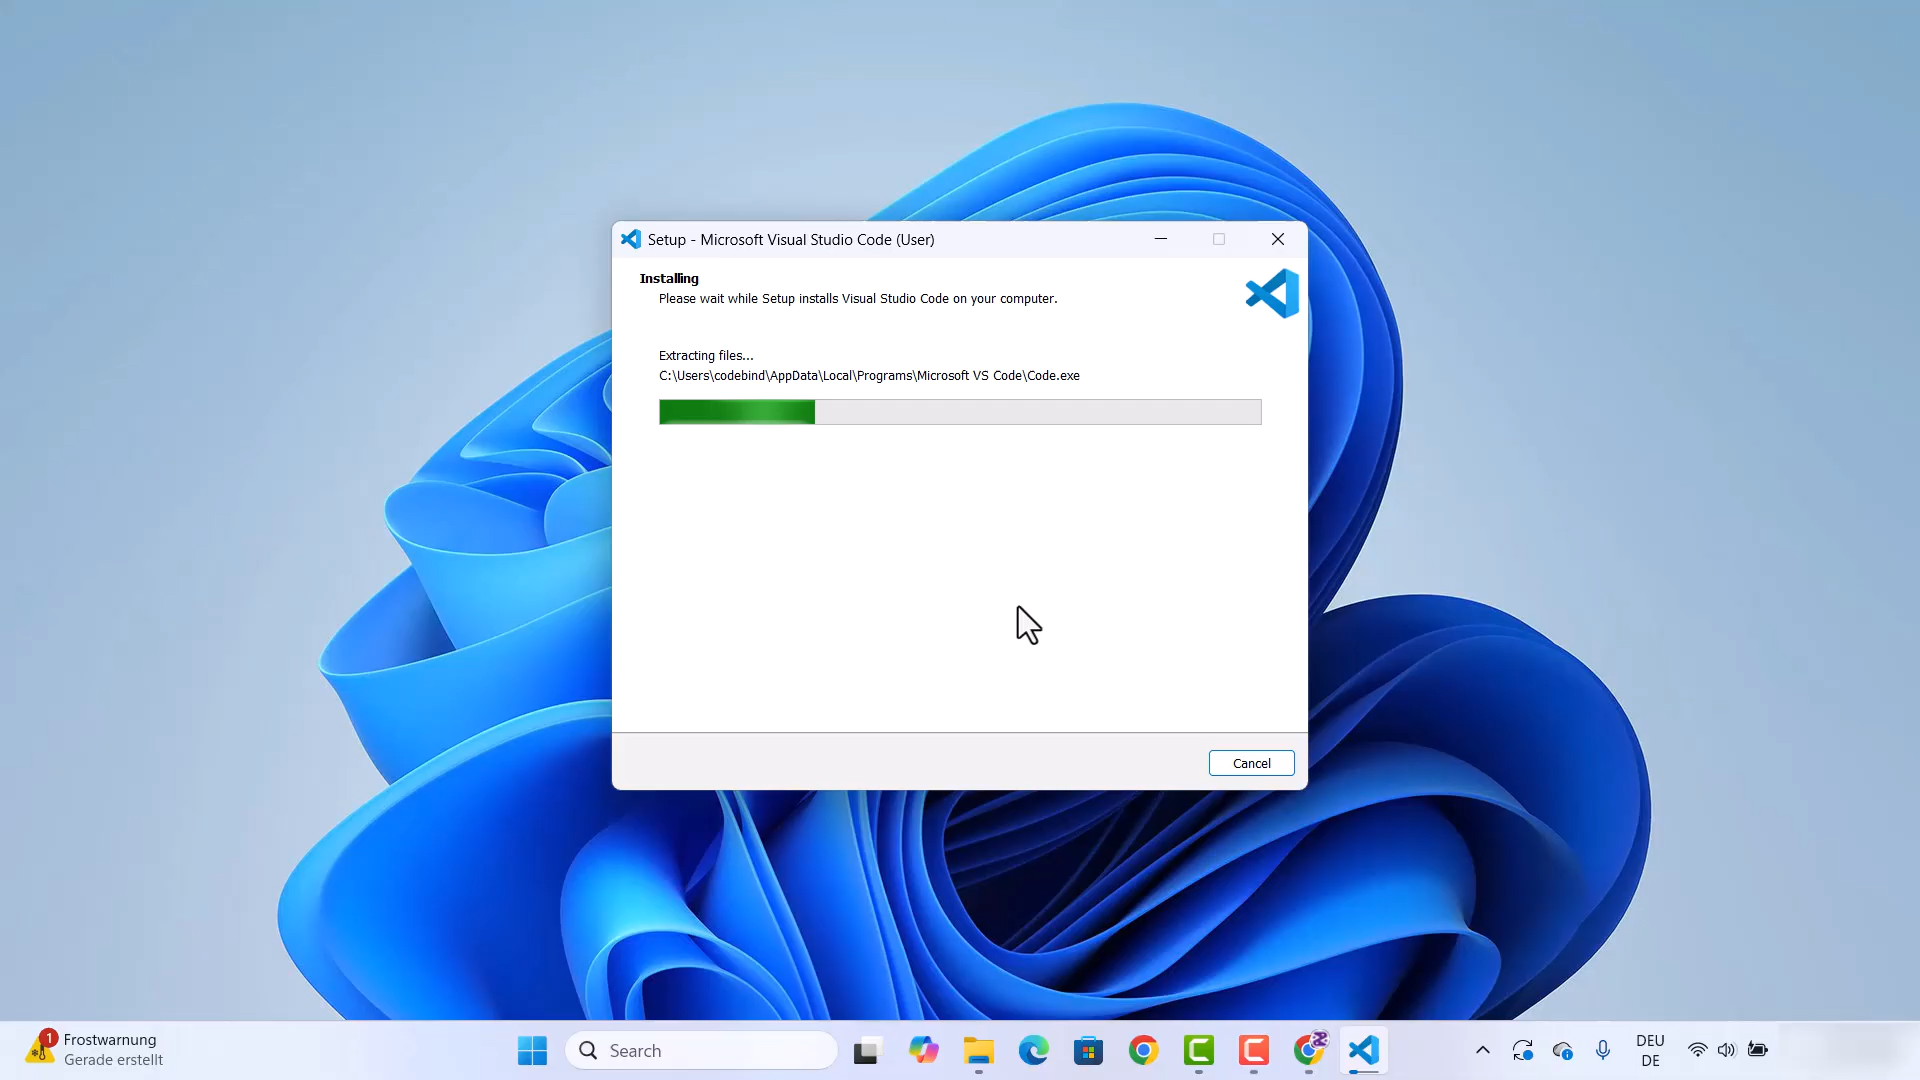 Setup - Microsoft Visual Studio Code (User)
Installing
Please wait while Setup installs Visual Studio Code on your computer.
Extracting files...
C:\Users\codebind\AppData\Local\Programs\Microsoft VS Code\Code.exe
Cancel
1
Frostwarnung
Gerade erstellt
Search
DEU
DE